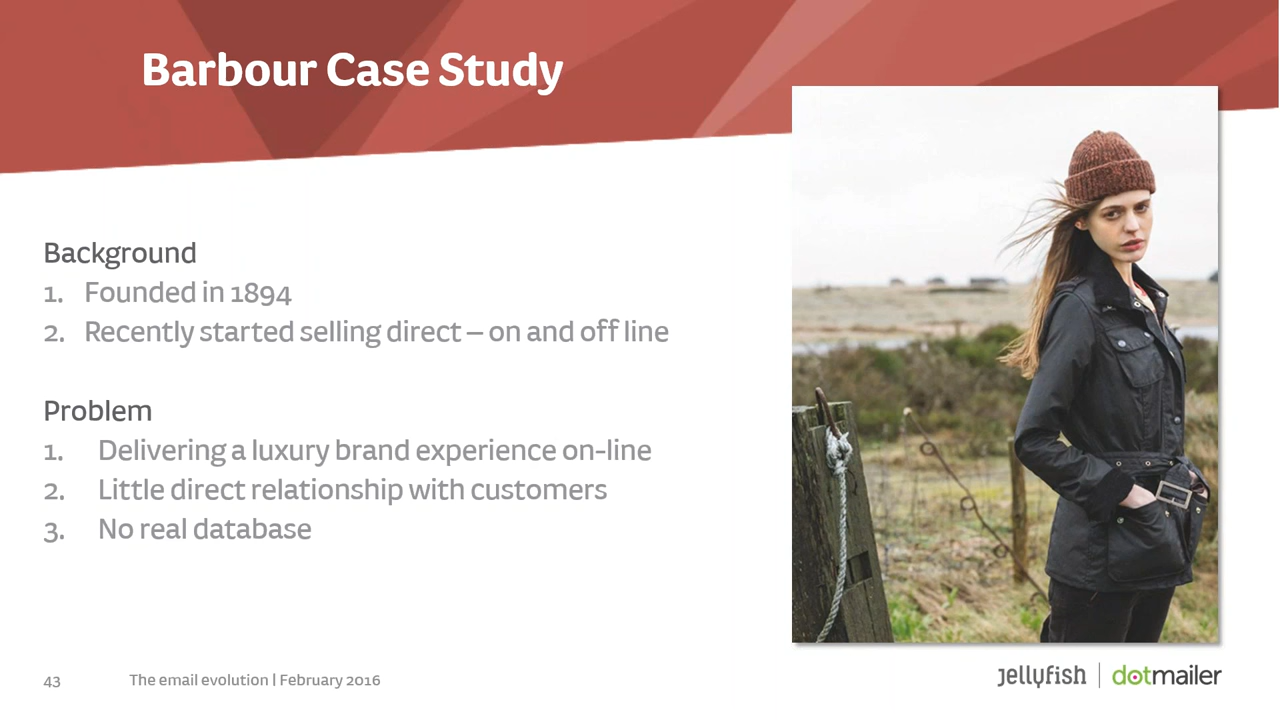 Barbour Case Study
Background
1. Founded in 1894
2. Recently started selling direct – on and off line
Problem
1. Delivering a luxury brand experience on-line
2. Little direct relationship with customers
3. No real database
43 The email evolution | February 2016
jellyfish | dotmailer